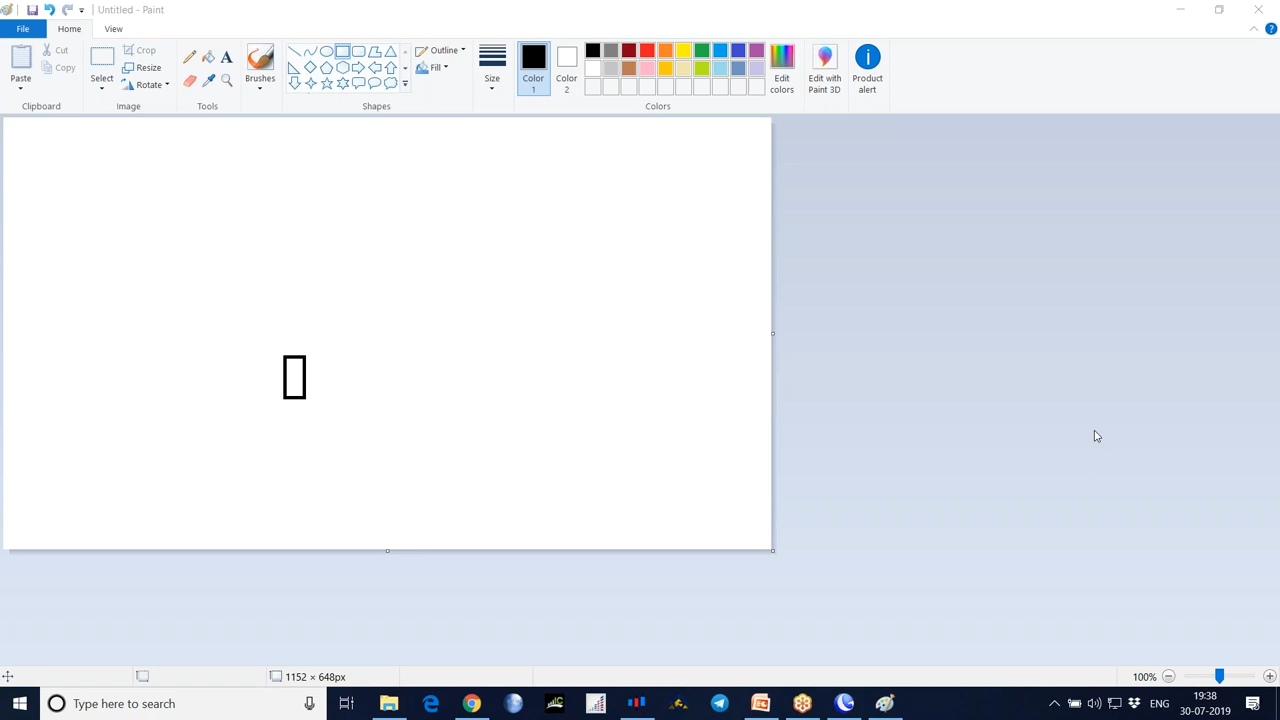 Untitled - Paint
File Home View
Paste
Cut
Copy
Clipboard
Select
Crop
Resize
Rotate
Image
Tools
Brushes
Shapes
Outline
Fill
Size
Color
1
Color
2
Colors
Edit
colors
Edit with
Paint 3D
Product
alert
1152 × 648px
100%
Type here to search
ENG
19:38
30-07-2019